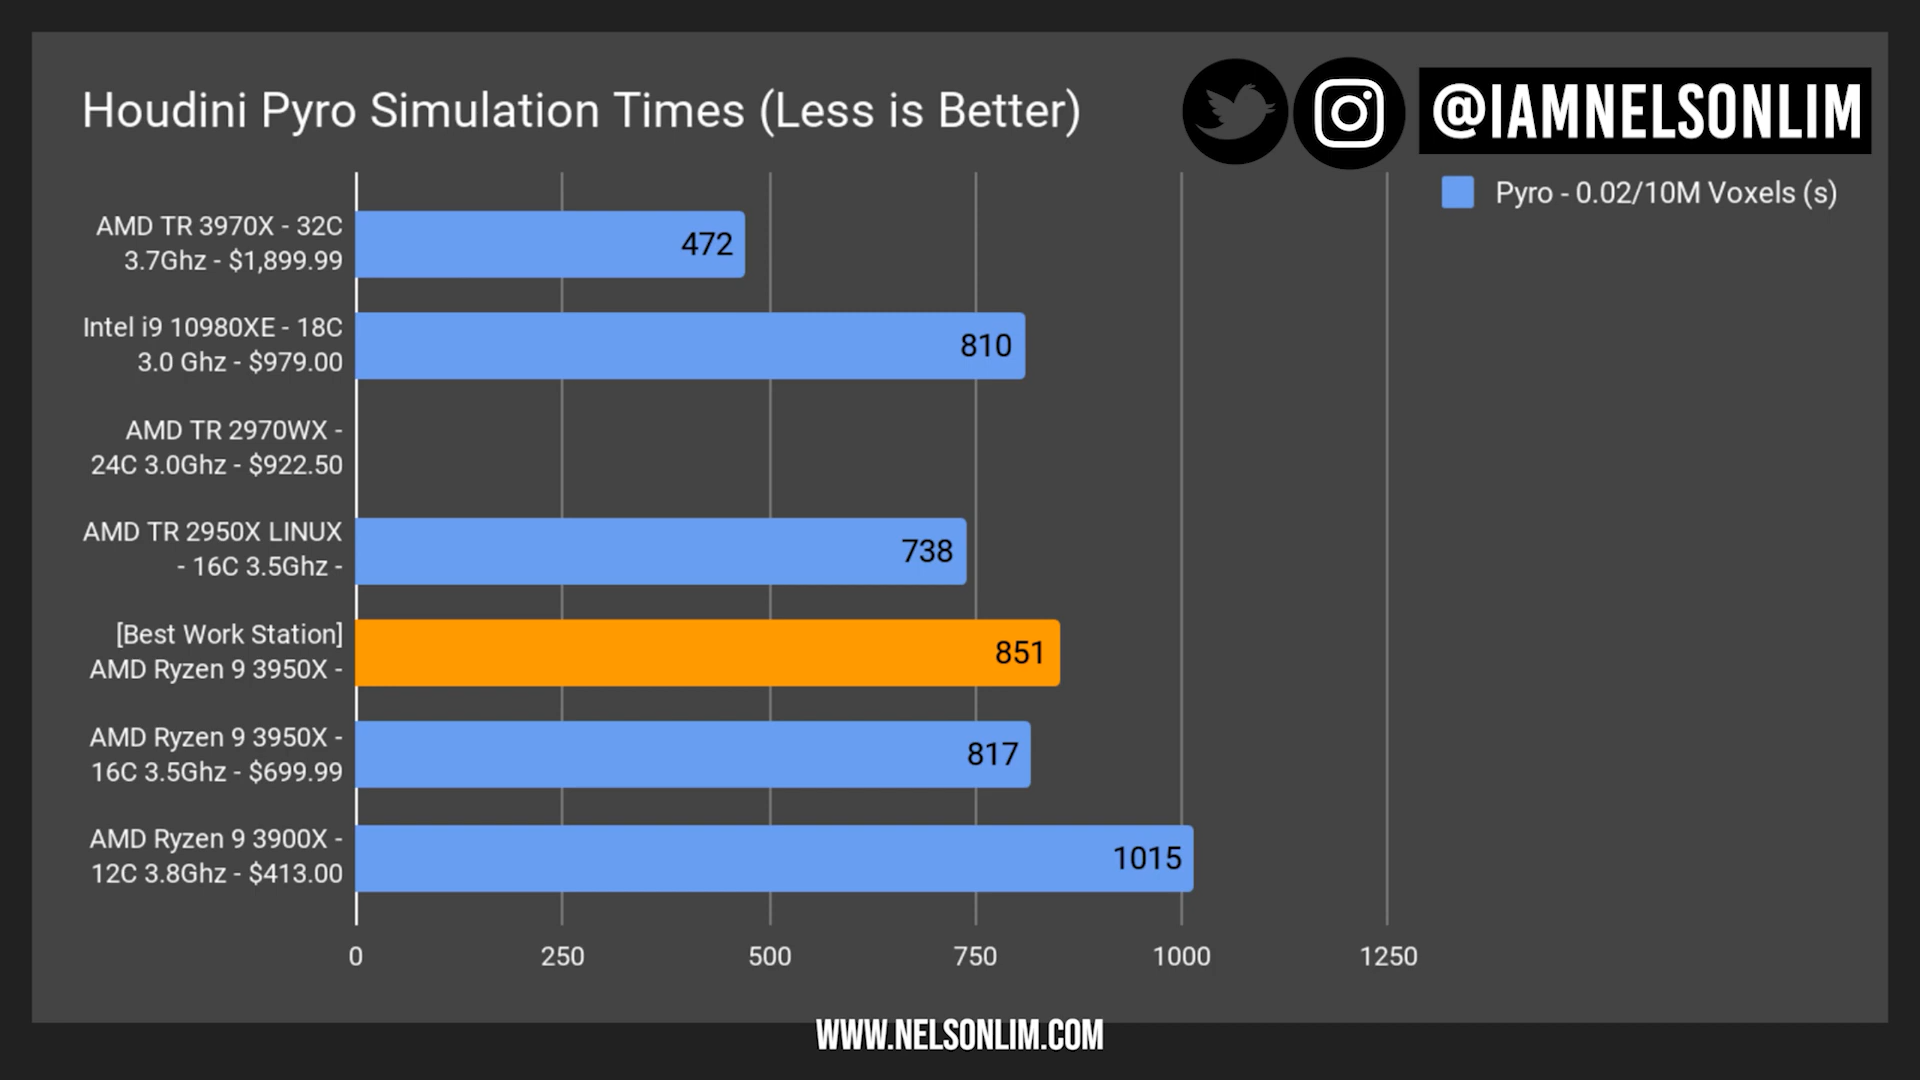 Houdini Pyro Simulation Times (Less is Better)
@IAMNELSONLIM
Pyro - 0.02/10M Voxels (s)
AMD TR 3970X - 32C
3.7Ghz - $1,899.99
472
Intel i9 10980XE - 18C
3.0 Ghz - $979.00
810
AMD TR 2970WX -
24C 3.0Ghz - $922.50
AMD TR 2950X LINUX
- 16C 3.5Ghz -
738
[Best Work Station]
AMD Ryzen 9 3950X -
851
AMD Ryzen 9 3950X -
16C 3.5Ghz - $699.99
817
AMD Ryzen 9 3900X -
12C 3.8Ghz - $413.00
1015
0 250 500 750 1000 1250
WWW.NELSONLIM.COM